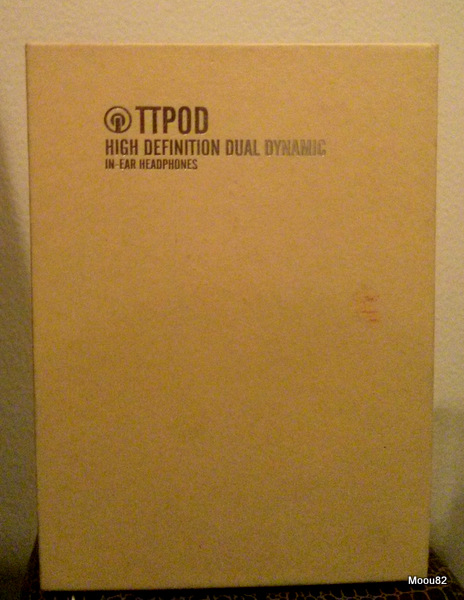 TTPOD
HIGH DEFINITION DUAL DYNAMIC
IN-EAR HEADPHONES
Moou82